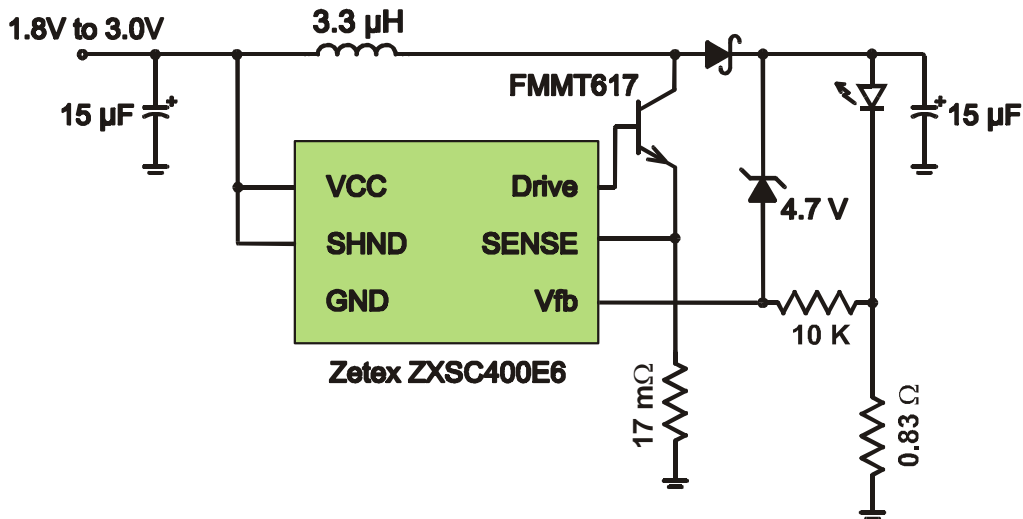 1.8V to 3.0V
3.3 µH
FMMT617
15 µF
+
+
15 µF
VCC
Drive
4.7 V
SHND
SENSE
GND
Vfb
10 K
Zetex ZXSC400E6
17 mΩ
0.83 Ω